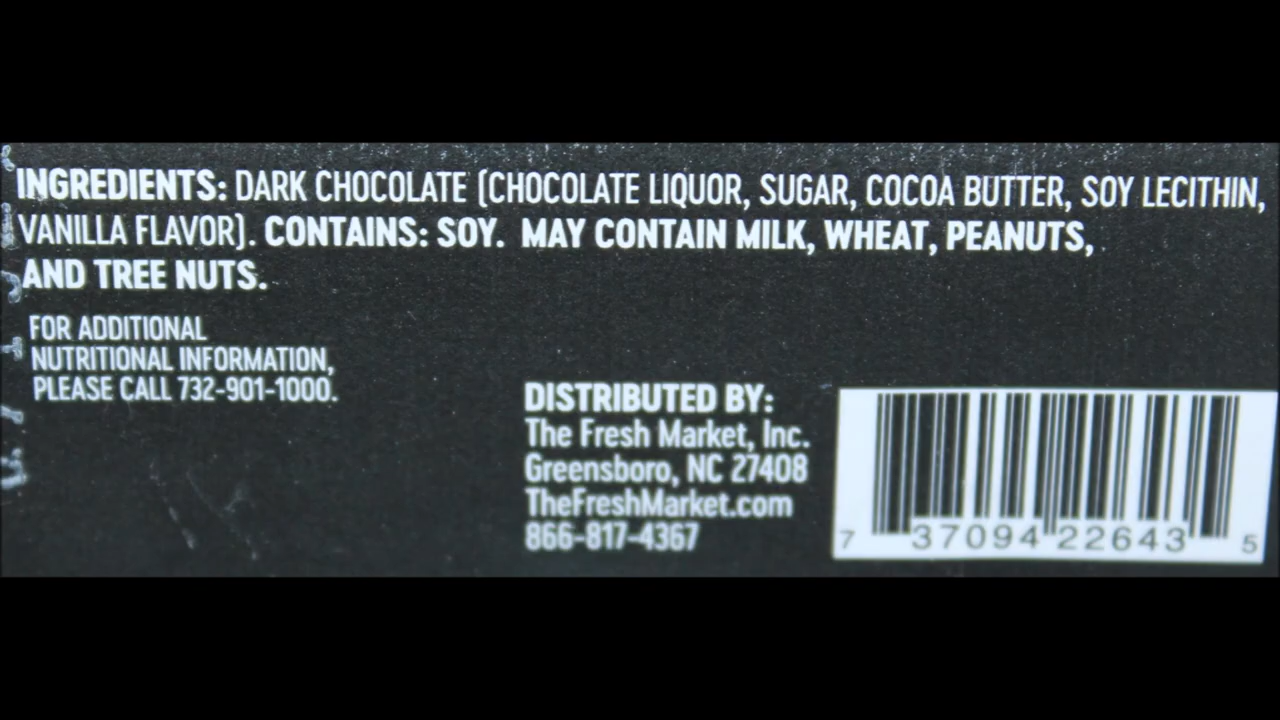 INGREDIENTS: DARK CHOCOLATE (CHOCOLATE LIQUOR, SUGAR, COCOA BUTTER, SOY LECITHIN,
VANILLA FLAVOR). CONTAINS: SOY. MAY CONTAIN MILK, WHEAT, PEANUTS,
AND TREE NUTS.
FOR ADDITIONAL
NUTRITIONAL INFORMATION,
PLEASE CALL 732-901-1000.
DISTRIBUTED BY:
The Fresh Market, Inc.
Greensboro, NC 27408
TheFreshMarket.com
866-817-4367
7 37094 22643 5